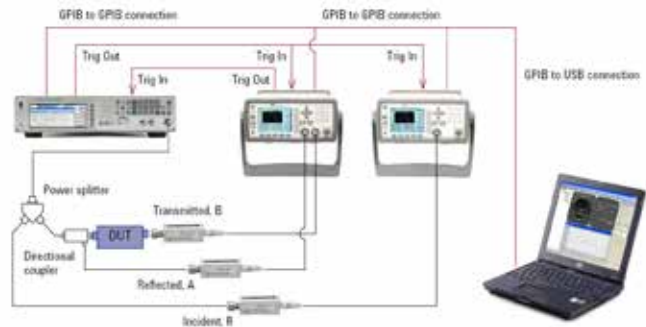 GPIB to GPIB connection
GPIB to GPIB connection
Trig Out
Trig In
Trig In
Trig In
Trig Out
GPIB to USB connection
Power splitter
Transmitted, B
DUT
Directional
coupler
Reflected, A
Incident, R